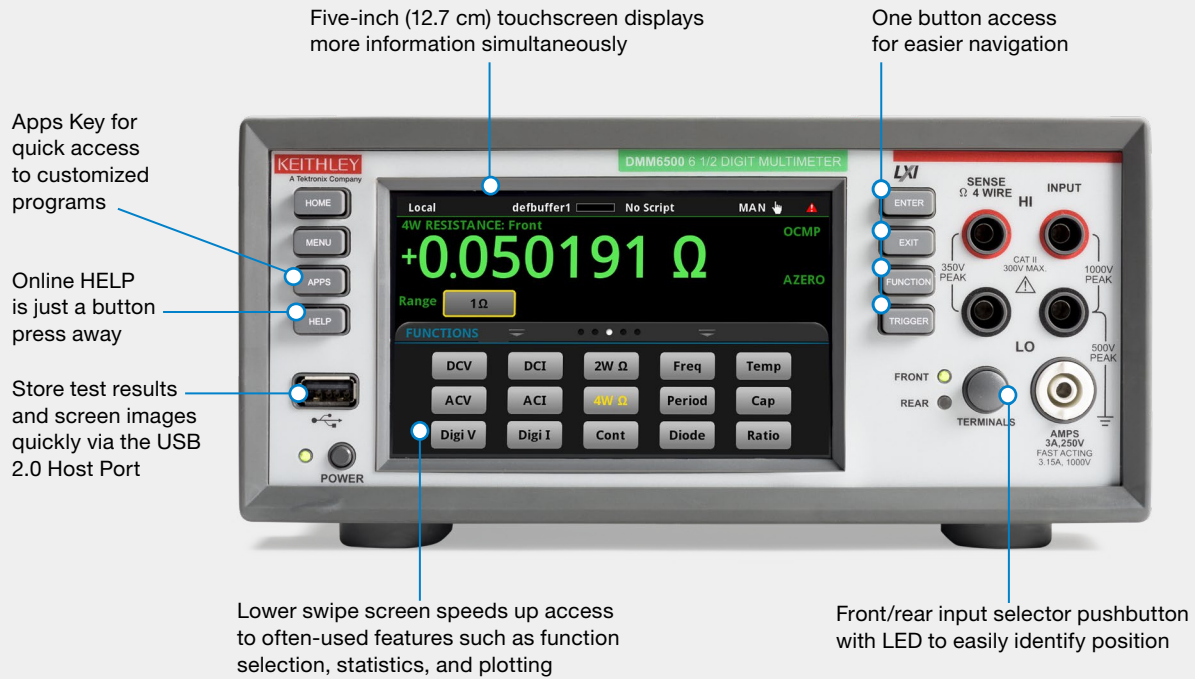 Five-inch (12.7 cm) touchscreen displays
more information simultaneously
One button access
for easier navigation
Apps Key for
quick access
to customized
programs
Online HELP
is just a button
press away
Store test results
and screen images
quickly via the USB
2.0 Host Port
KEITHLEY
A Tektronix Company
DMM6500 6 1/2 DIGIT MULTIMETER
LXI
HOME
MENU
APPS
HELP
POWER
Local defbuffer1 No Script MAN
4W RESISTANCE: Front
OCMP
+0.050191 Ω
AZERO
Range 1Ω
FUNCTIONS
DCV DCI 2W Ω Freq Temp
ACV ACI 4W Ω Period Cap
Digi V Digi I Cont Diode Ratio
ENTER
EXIT
FUNCTION
TRIGGER
SENSE
Ω 4 WIRE
INPUT
HI
350V
PEAK
CAT II
300V MAX.
1000V
PEAK
LO
500V
PEAK
FRONT
REAR
TERMINALS
AMPS
3A,250V
FAST ACTING
3.15A, 1000V
Lower swipe screen speeds up access
to often-used features such as function
selection, statistics, and plotting
Front/rear input selector pushbutton
with LED to easily identify position